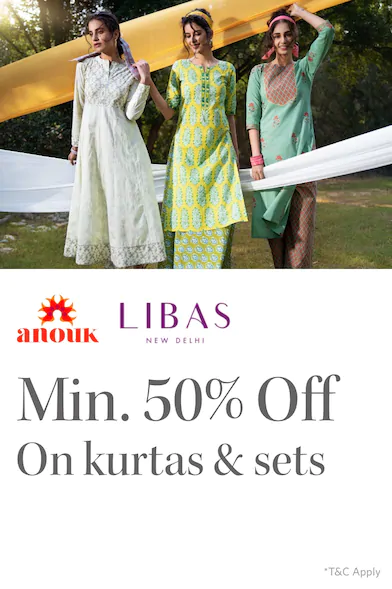 anouk
LIBAS
NEW DELHI
Min. 50% Off
On kurtas & sets
*T&C Apply